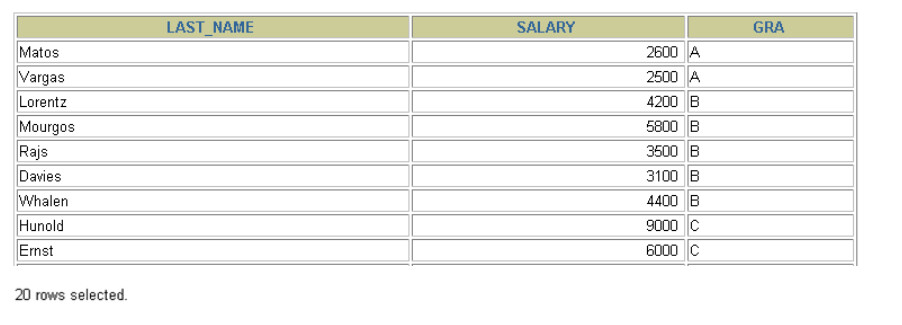 LAST_NAME SALARY GRA
Matos 2600 A
Vargas 2500 A
Lorentz 4200 B
Mourgos 5800 B
Rajs 3500 B
Davies 3100 B
Whalen 4400 B
Hunold 9000 C
Ernst 6000 C
20 rows selected.